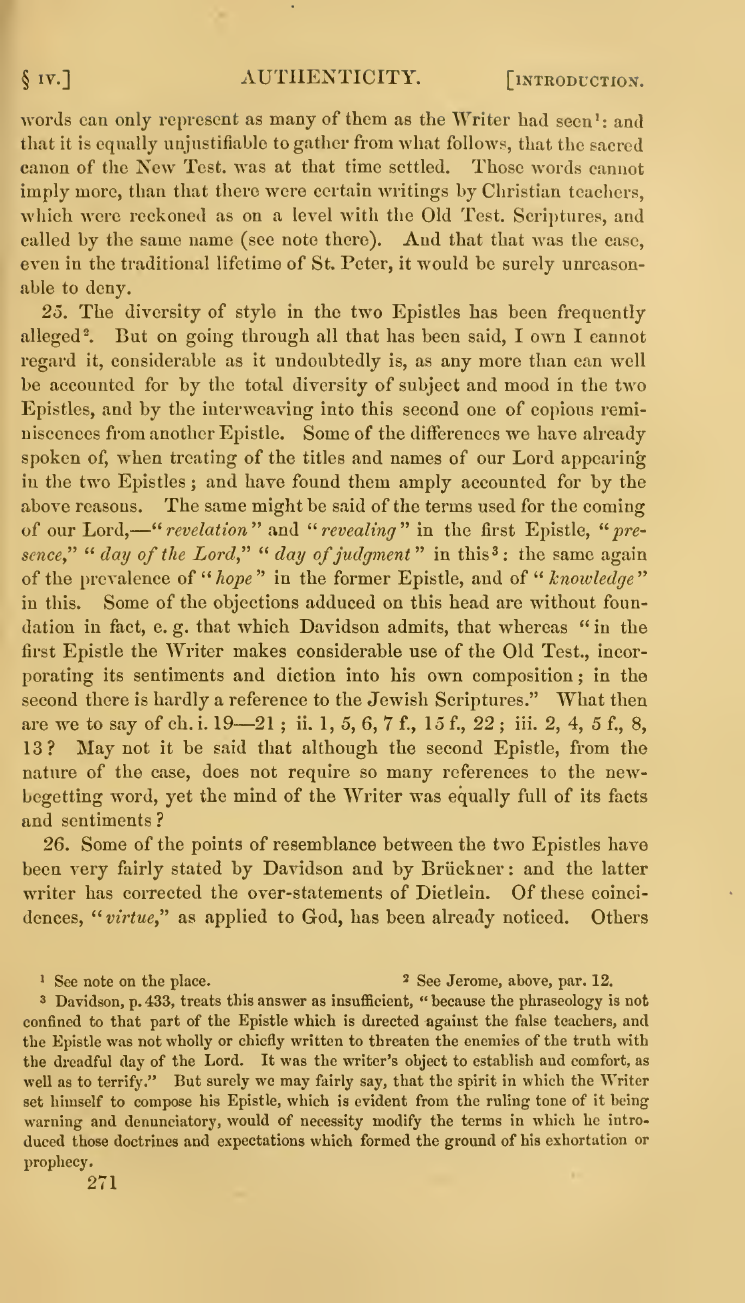 § IV.] AUTHENTICITY. [INTRODUCTION.
words can only represent as many of them as the Writer had seen¹: and
that it is equally unjustifiable to gather from what follows, that the sacred
canon of the New Test. was at that time settled. Those words cannot
imply more, than that there were certain writings by Christian teachers,
which were reckoned as on a level with the Old Test. Scriptures, and
called by the same name (see note there). And that that was the case,
even in the traditional lifetime of St. Peter, it would be surely unreason-
able to deny.
25. The diversity of style in the two Epistles has been frequently
alleged². But on going through all that has been said, I own I cannot
regard it, considerable as it undoubtedly is, as any more than can well
be accounted for by the total diversity of subject and mood in the two
Epistles, and by the interweaving into this second one of copious remi-
niscences from another Epistle. Some of the differences we have already
spoken of, when treating of the titles and names of our Lord appearing
in the two Epistles; and have found them amply accounted for by the
above reasons. The same might be said of the terms used for the coming
of our Lord,—“revelation” and “revealing” in the first Epistle, “pre-
sence,” “day of the Lord,” “day of judgment” in this³: the same again
of the prevalence of “hope” in the former Epistle, and of “knowledge”
in this. Some of the objections adduced on this head are without foun-
dation in fact, e. g. that which Davidson admits, that whereas “in the
first Epistle the Writer makes considerable use of the Old Test., incor-
porating its sentiments and diction into his own composition; in the
second there is hardly a reference to the Jewish Scriptures.” What then
are we to say of ch. i. 19—21; ii. 1, 5, 6, 7 f., 15 f., 22; iii. 2, 4, 5 f., 8,
13? May not it be said that although the second Epistle, from the
nature of the case, does not require so many references to the new-
begetting word, yet the mind of the Writer was equally full of its facts
and sentiments?
26. Some of the points of resemblance between the two Epistles have
been very fairly stated by Davidson and by Brückner: and the latter
writer has corrected the over-statements of Dietlein. Of these coinci-
dences, “virtue,” as applied to God, has been already noticed. Others
¹ See note on the place. ² See Jerome, above, par. 12.
³ Davidson, p. 433, treats this answer as insufficient, “because the phraseology is not
confined to that part of the Epistle which is directed against the false teachers, and
the Epistle was not wholly or chiefly written to threaten the enemies of the truth with
the dreadful day of the Lord. It was the writer's object to establish and comfort, as
well as to terrify.” But surely we may fairly say, that the spirit in which the Writer
set himself to compose his Epistle, which is evident from the ruling tone of it being
warning and denunciatory, would of necessity modify the terms in which he intro-
duced those doctrines and expectations which formed the ground of his exhortation or
prophecy.
271